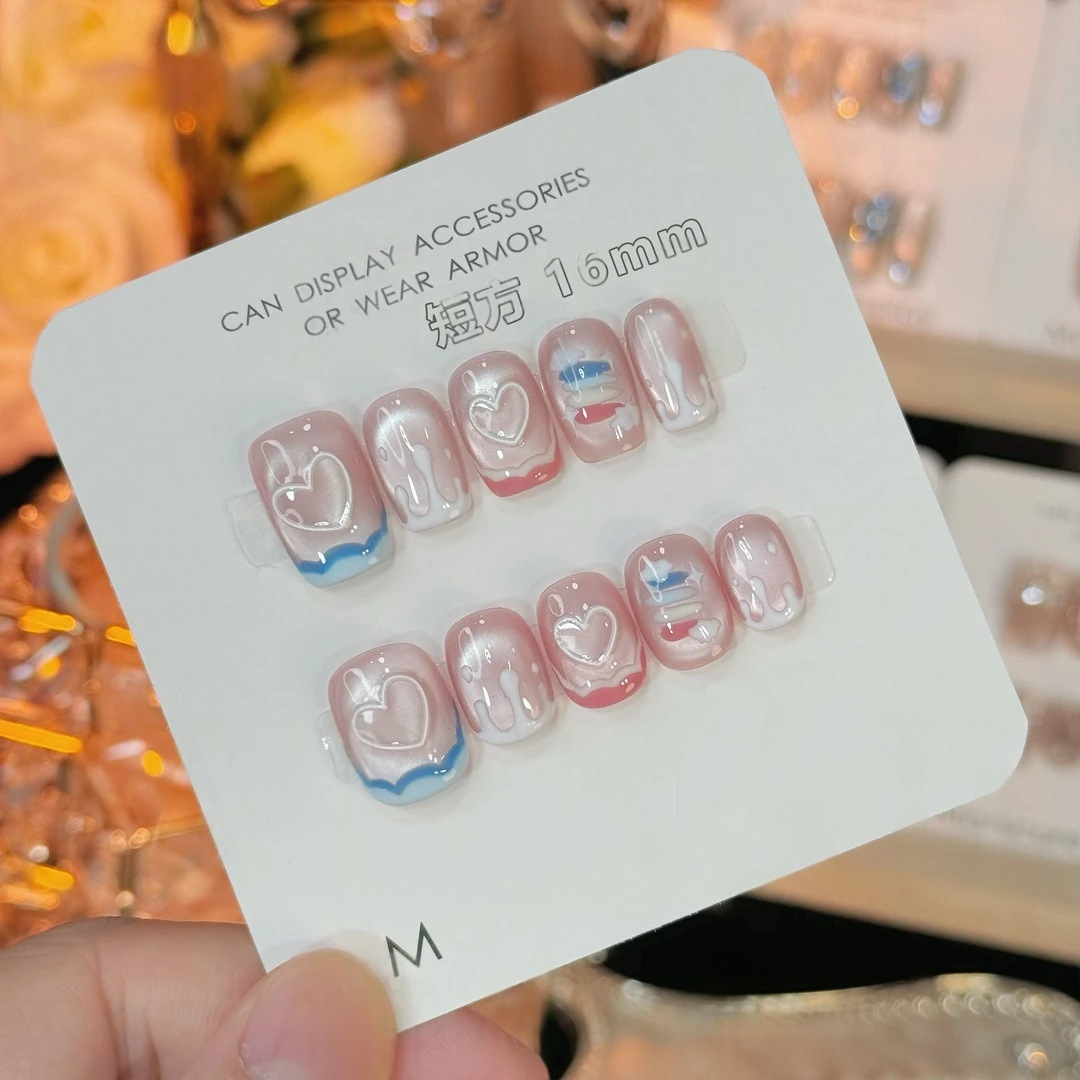 CAN DISPLAY ACCESSORIES
OR WEAR ARMOR
短方 16mm
M